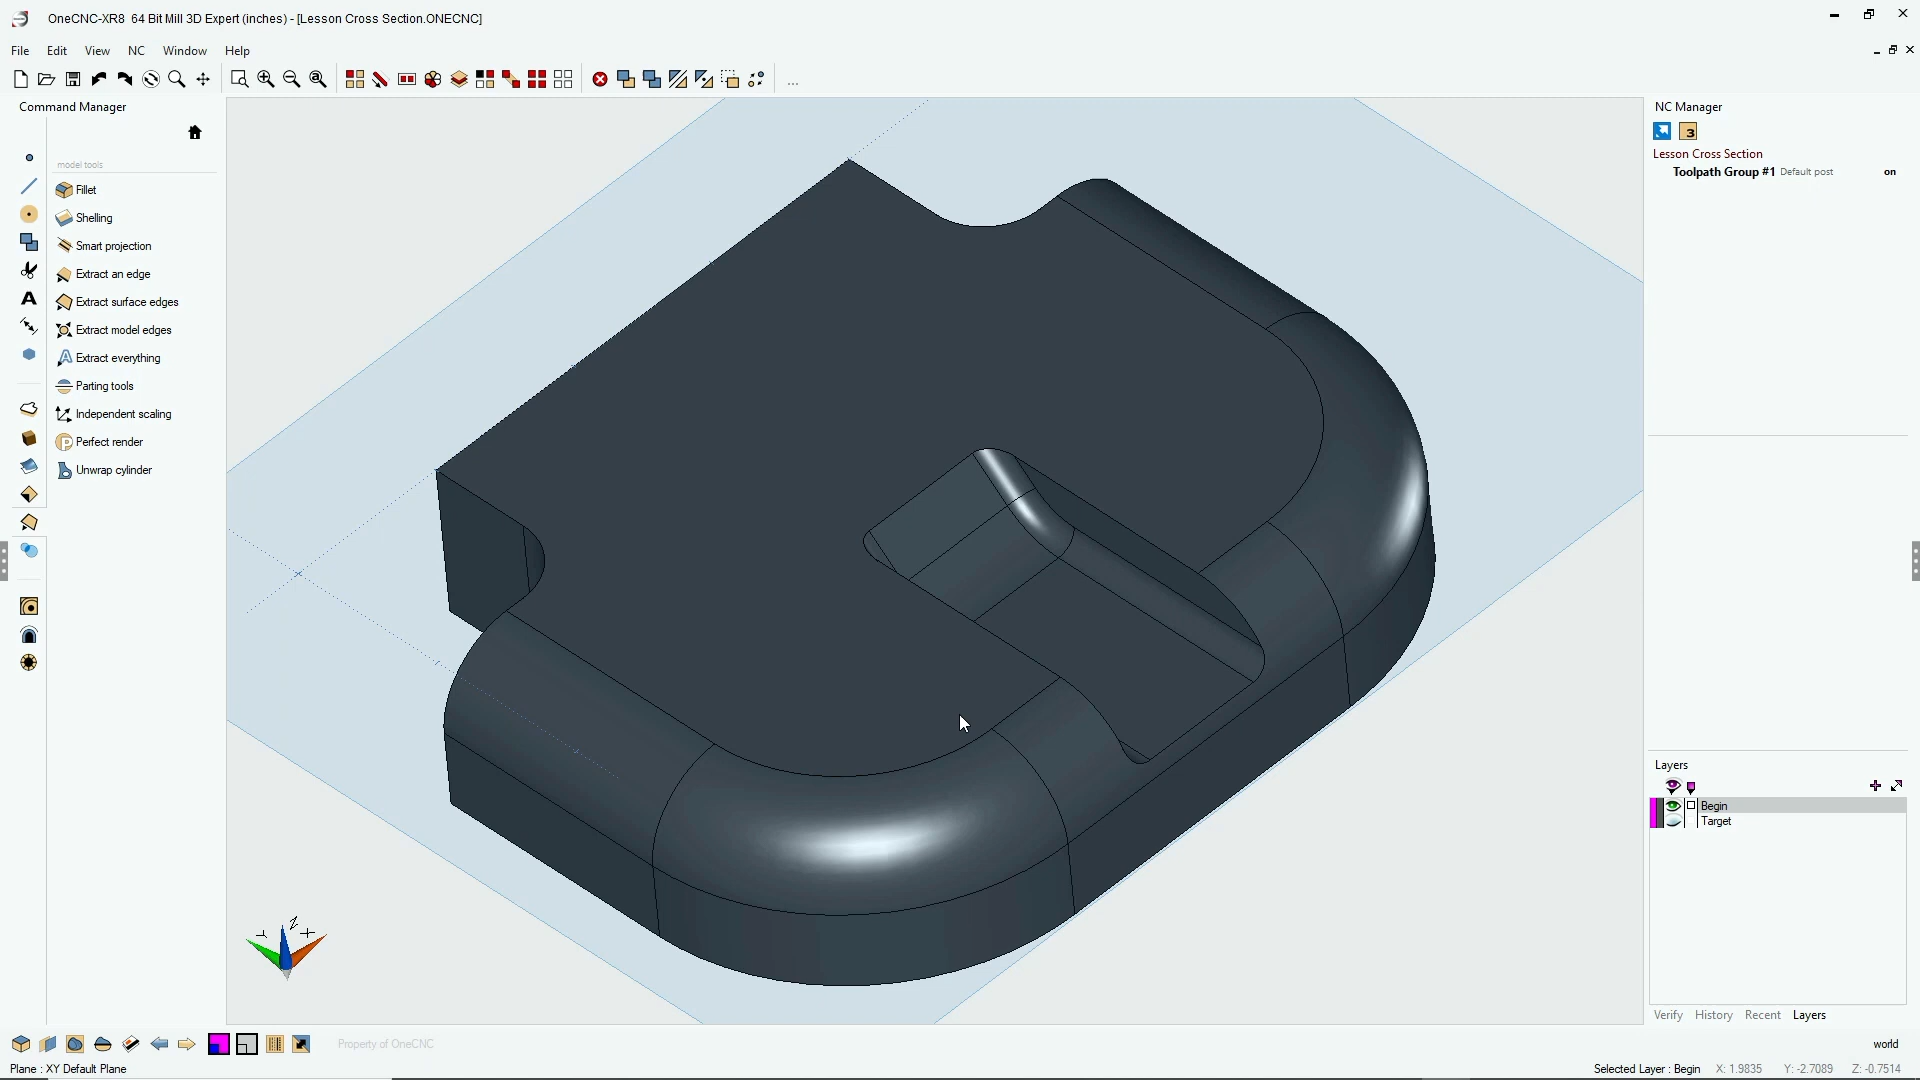 OneCNC-XR8  64 Bit Mill 3D Expert (inches) - [Lesson Cross Section.ONECNC]
File Edit View NC Window Help
...
Command Manager
model tools
Fillet
Shelling
Smart projection
Extract an edge
Extract surface edges
Extract model edges
Extract everything
Parting tools
Independent scaling
Perfect render
Unwrap cylinder
NC Manager
3
Lesson Cross Section
Toolpath Group #1 Default post on
Layers
Begin
Target
Verify History Recent Layers
Y Z X
Property of OneCNC
world
Plane : XY Default Plane
Selected Layer : Begin X: 1.9835 Y:-2.7089 Z:-0.7514